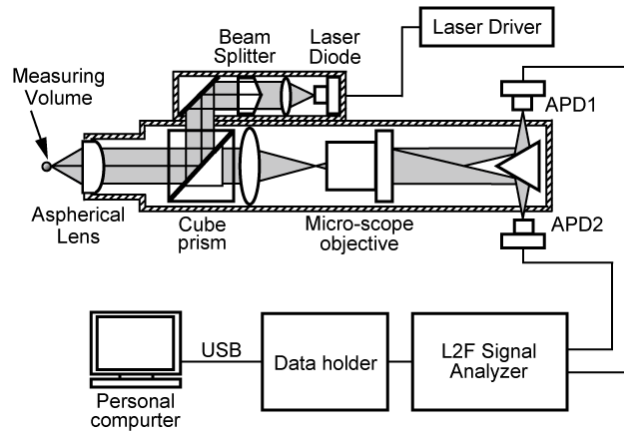 Beam
Splitter
Laser
Diode
Laser Driver
Measuring
Volume
APD1
Aspherical
Lens
Cube
prism
Micro-scope
objective
APD2
USB
Data holder
L2F Signal
Analyzer
Personal
compurter